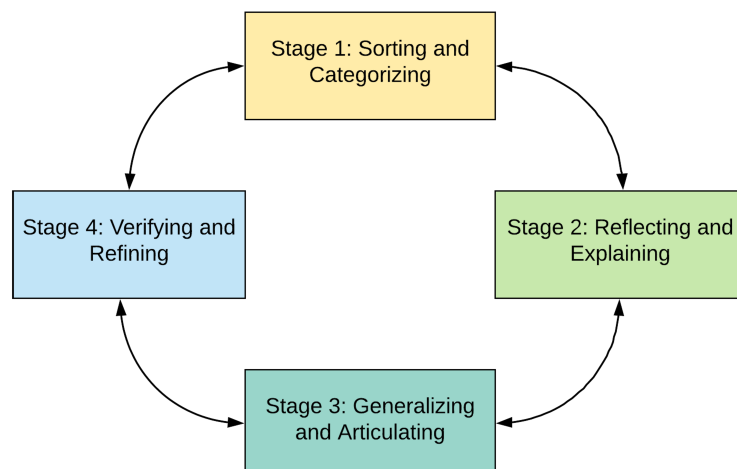 Stage 1: Sorting and
Categorizing
Stage 2: Reflecting and
Explaining
Stage 3: Generalizing
and Articulating
Stage 4: Verifying and
Refining